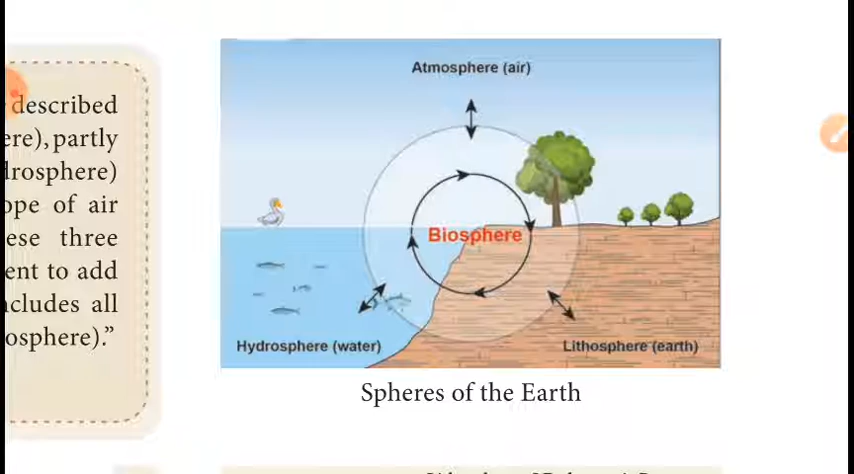 described
ere), partly
drosphere)
ope of air
ese three
ent to add
ncludes all
osphere).”
Atmosphere (air)
Biosphere
Hydrosphere (water)
Lithosphere (earth)
Spheres of the Earth